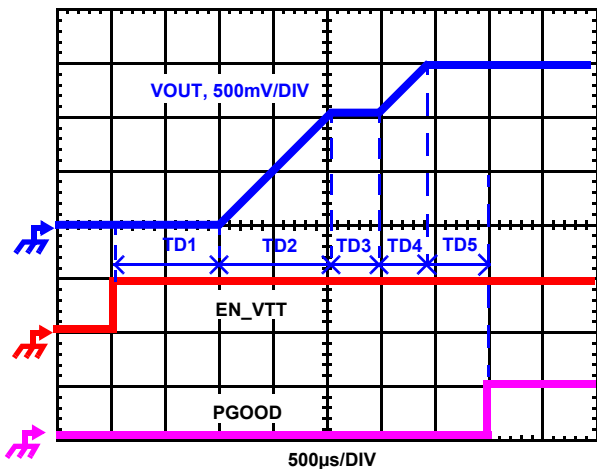 VOUT, 500mV/DIV
TD1 TD2 TD3 TD4 TD5
EN_VTT
PGOOD
500µs/DIV